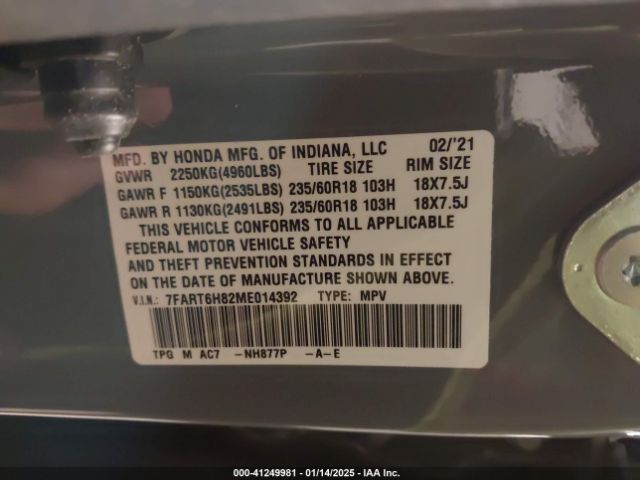 MFD. BY HONDA MFG. OF INDIANA, LLC 02/'21
GVWR 2250KG(4960LBS) TIRE SIZE RIM SIZE
GAWR F 1150KG(2535LBS) 235/60R18 103H 18X7.5J
GAWR R 1130KG(2491LBS) 235/60R18 103H 18X7.5J
THIS VEHICLE CONFORMS TO ALL APPLICABLE
FEDERAL MOTOR VEHICLE SAFETY
AND THEFT PREVENTION STANDARDS IN EFFECT
ON THE DATE OF MANUFACTURE SHOWN ABOVE.
V.I.N.: 7FART6H82ME014392 TYPE: MPV
TPG M AC7 -NH877P -A-E
000-41249981 - 01/14/2025 - IAA Inc.